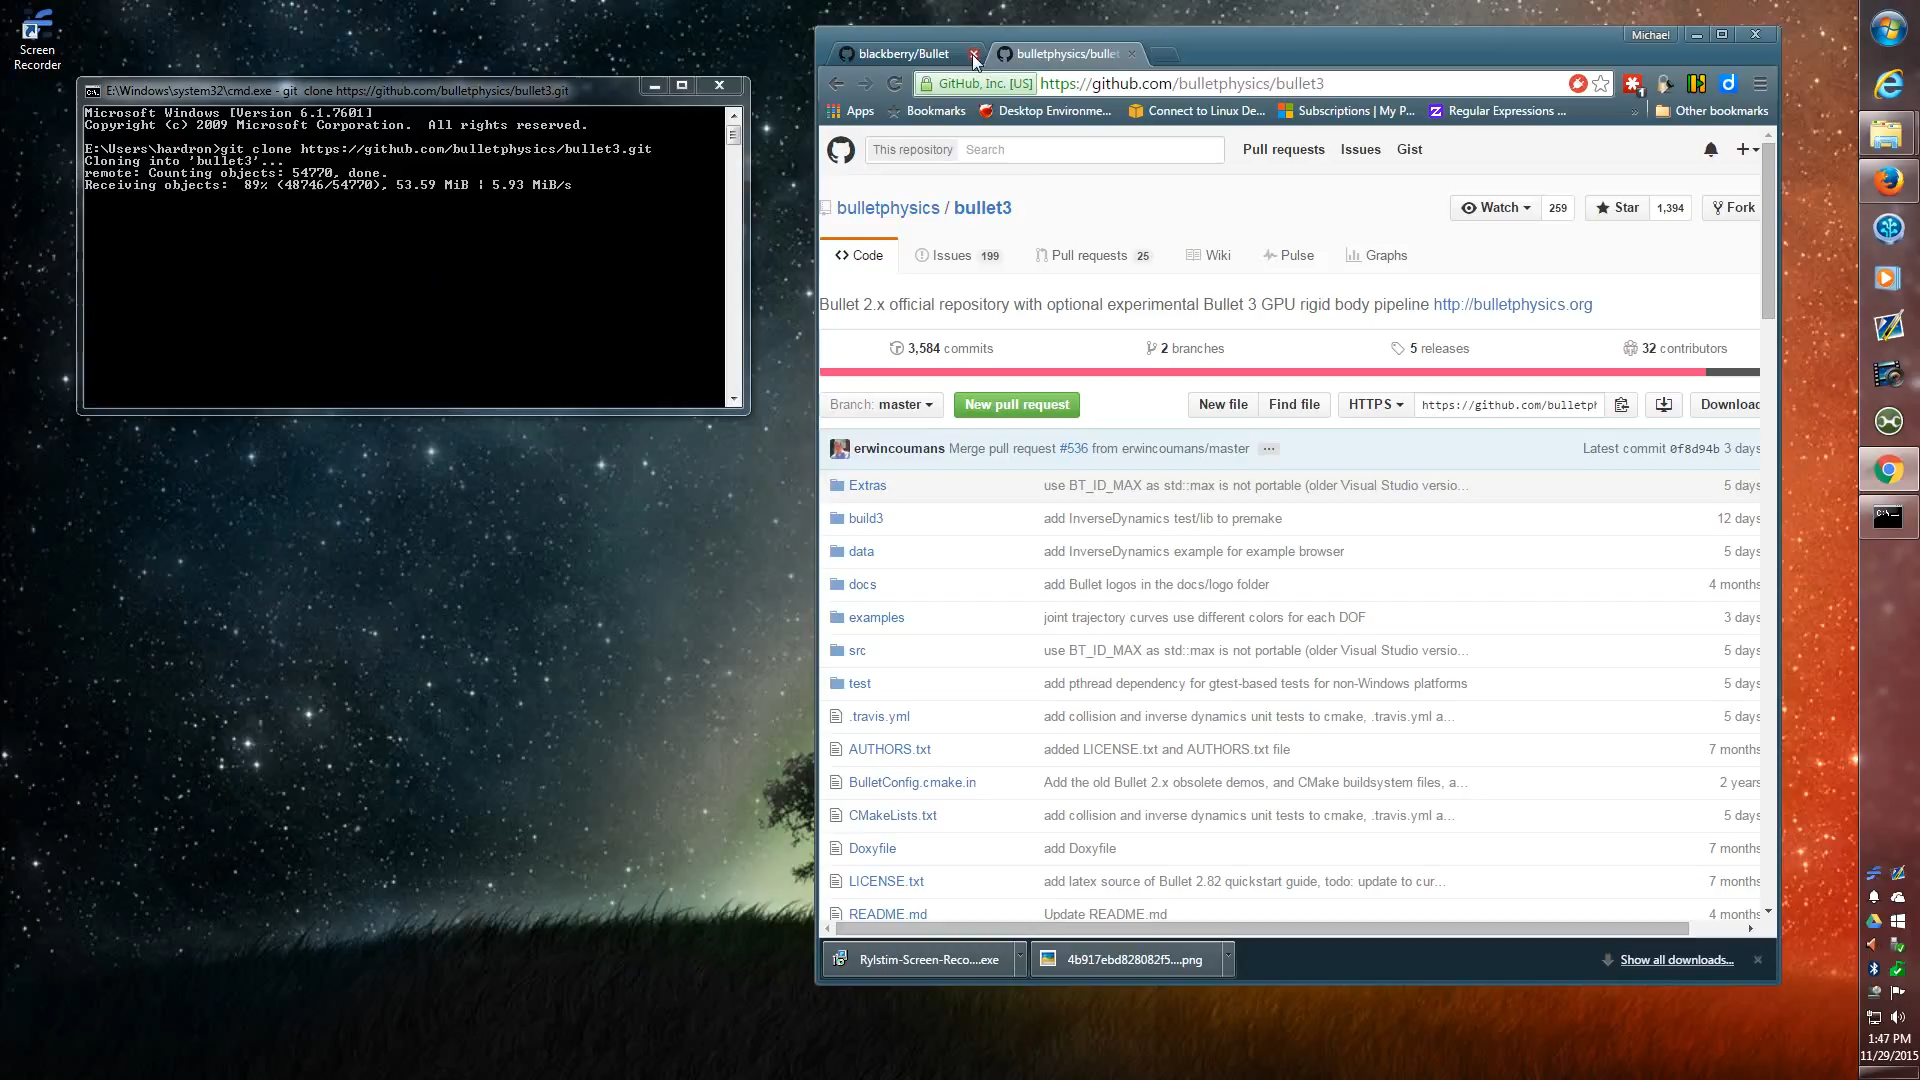 Screen
Recorder
E:\Windows\system32\cmd.exe - git  clone https://github.com/bulletphysics/bullet3.git
Microsoft Windows [Version 6.1.7601]
Copyright (c) 2009 Microsoft Corporation.  All rights reserved.
E:\Users\hardron>git clone https://github.com/bulletphysics/bullet3.git
Cloning into 'bullet3'...
remote: Counting objects: 54770, done.
Receiving objects:  89% (48746/54770), 53.59 MiB | 5.93 MiB/s
Michael
blackberry/Bullet
bulletphysics/bulle
GitHub, Inc. [US] https://github.com/bulletphysics/bullet3
Apps Bookmarks Desktop Environme... Connect to Linux De... Subscriptions | My P... Regular Expressions ... » Other bookmarks
This repository Search Pull requests Issues Gist
bulletphysics / bullet3
Watch 259 Star 1,394 Fork
Code Issues 199 Pull requests 25 Wiki Pulse Graphs
Bullet 2.x official repository with optional experimental Bullet 3 GPU rigid body pipeline http://bulletphysics.org
3,584 commits 2 branches 5 releases 32 contributors
Branch: master New pull request New file Find file HTTPS https://github.com/bulletph Download
erwincoumans Merge pull request #536 from erwincoumans/master ... Latest commit 0f8d94b 3 days
Extras use BT_ID_MAX as std::max is not portable (older Visual Studio versio... 5 days
build3 add InverseDynamics test/lib to premake 12 days
data add InverseDynamics example for example browser 5 days
docs add Bullet logos in the docs/logo folder 4 months
examples joint trajectory curves use different colors for each DOF 3 days
src use BT_ID_MAX as std::max is not portable (older Visual Studio versio... 5 days
test add pthread dependency for gtest-based tests for non-Windows platforms 5 days
.travis.yml add collision and inverse dynamics unit tests to cmake, .travis.yml a... 5 days
AUTHORS.txt added LICENSE.txt and AUTHORS.txt file 7 months
BulletConfig.cmake.in Add the old Bullet 2.x obsolete demos, and CMake buildsystem files, a... 2 years
CMakeLists.txt add collision and inverse dynamics unit tests to cmake, .travis.yml a... 5 days
Doxyfile add Doxyfile 7 months
LICENSE.txt add latex source of Bullet 2.82 quickstart guide, todo: update to cur... 7 months
README.md Update README.md 4 months
Rylstim-Screen-Reco....exe 4b917ebd828082f5....png Show all downloads...
1:47 PM
11/29/2015